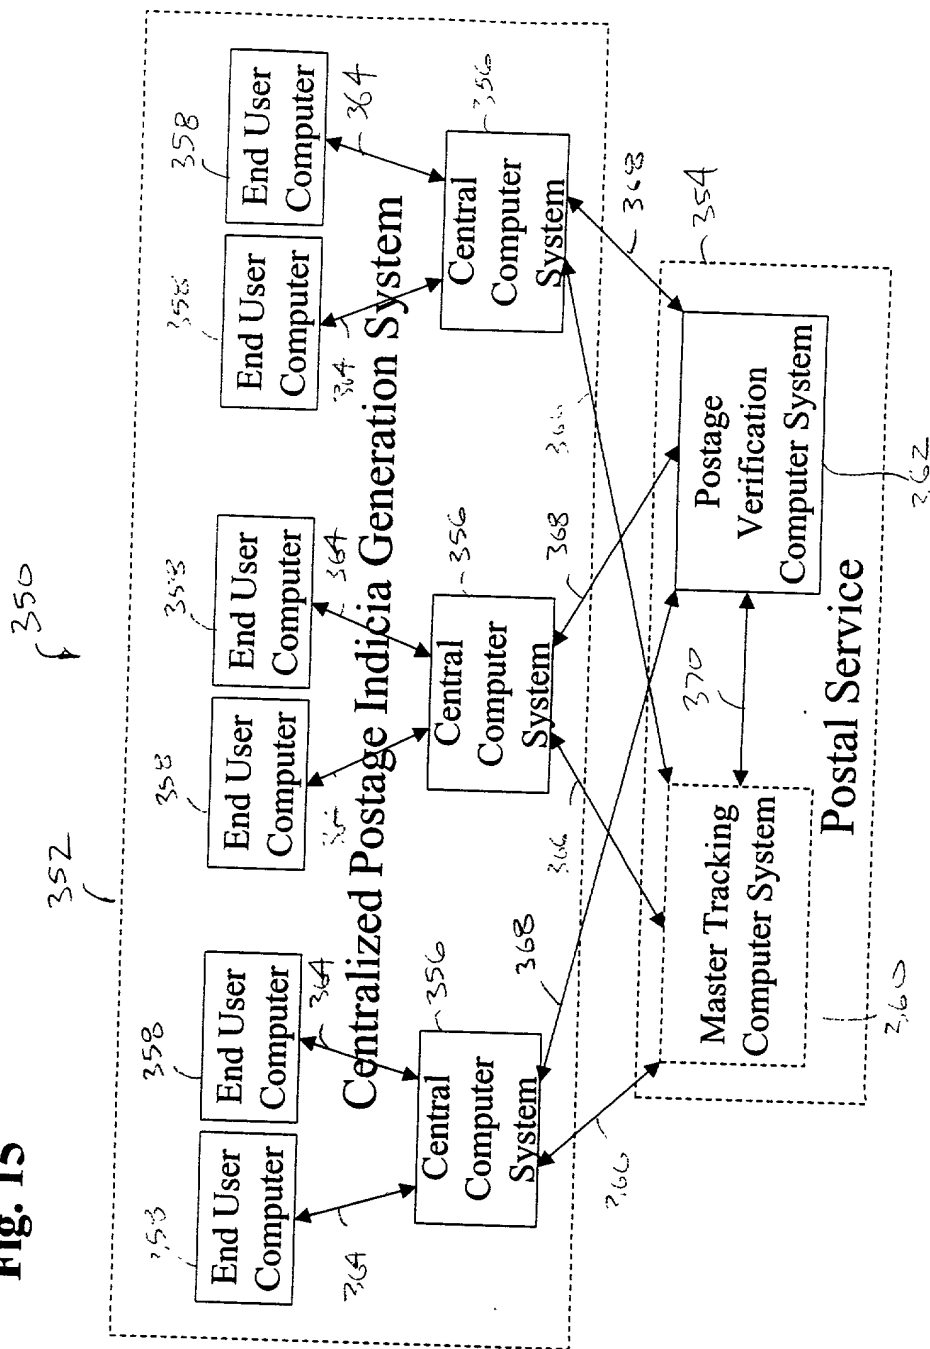 Fig. 15
350
352
358
358
358
358
358
358
End User
Computer
End User
Computer
End User
Computer
End User
Computer
End User
Computer
End User
Computer
364
364
364
364
364
Centralized Postage Indicia Generation System
356
356
356
Central
Computer
System
Central
Computer
System
Central
Computer
System
366
368
366
368
366
368
354
Master Tracking
Computer System
370
Postage
Verification
Computer System
360
Postal Service
362